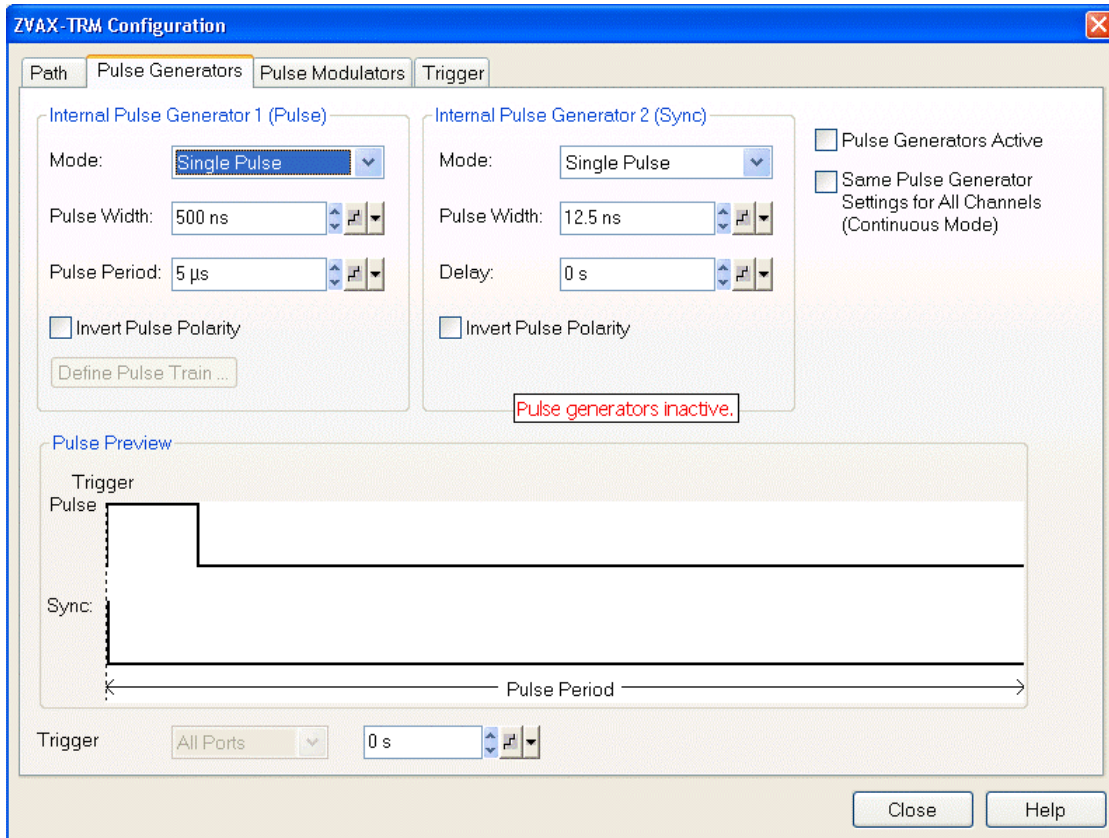 ZVAX-TRM Configuration
Path Pulse Generators Pulse Modulators Trigger
Internal Pulse Generator 1 (Pulse)
Mode: Single Pulse
Pulse Width: 500 ns
Pulse Period: 5 µs
Invert Pulse Polarity
Define Pulse Train ...
Internal Pulse Generator 2 (Sync)
Mode: Single Pulse
Pulse Width: 12.5 ns
Delay: 0 s
Invert Pulse Polarity
Pulse Generators Active
Same Pulse Generator
Settings for All Channels
(Continuous Mode)
Pulse generators inactive.
Pulse Preview
Trigger
Pulse
Sync:
Pulse Period
Trigger All Ports 0 s
Close Help